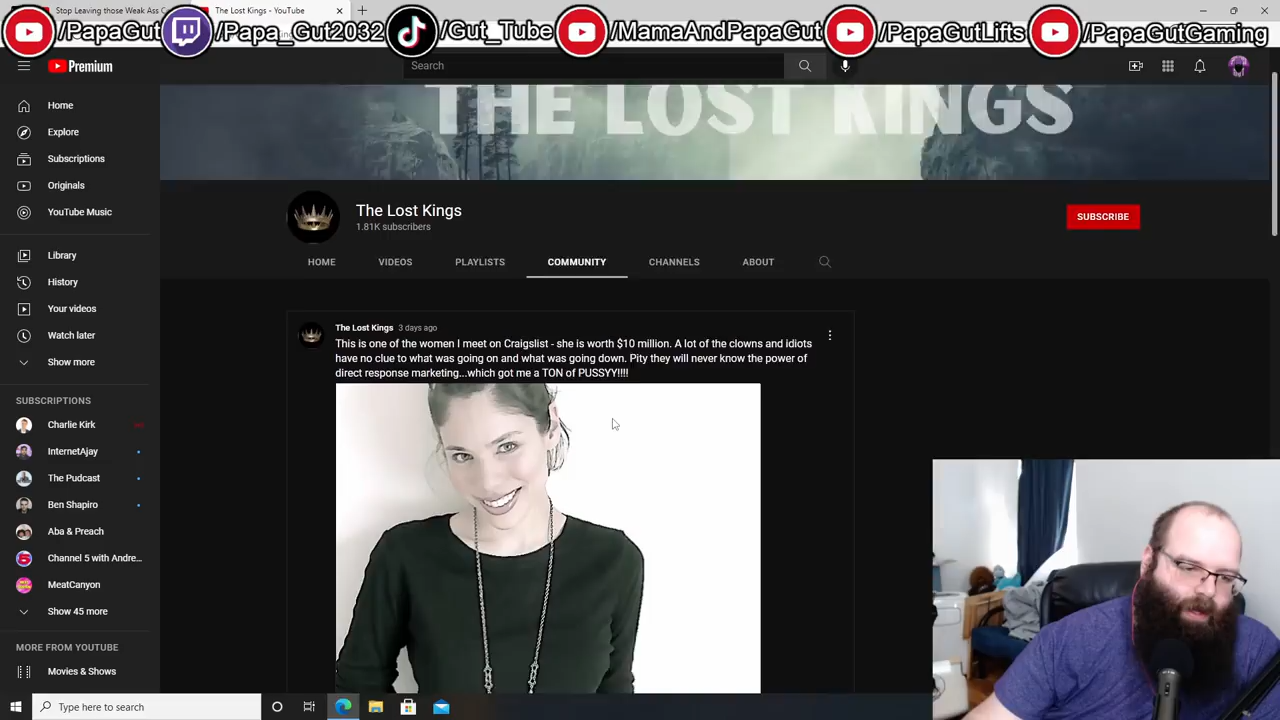 Stop Leaving those Weak Ass C
The Lost Kings - YouTube
/PapaGut
/Papa_Gut2032
/Gut_Tube
/MamaAndPapaGut
/PapaGutLifts
/PapaGutGaming
Premium
Search
Home
Explore
Subscriptions
Originals
YouTube Music
Library
History
Your videos
Watch later
Show more
SUBSCRIPTIONS
Charlie Kirk
InternetAjay
The Pudcast
Ben Shapiro
Aba & Preach
Channel 5 with Andre...
MeatCanyon
Show 45 more
MORE FROM YOUTUBE
Movies & Shows
THE LOST KINGS
The Lost Kings
1.81K subscribers
SUBSCRIBE
HOME VIDEOS PLAYLISTS COMMUNITY CHANNELS ABOUT
The Lost Kings 3 days ago
This is one of the women I meet on Craigslist - she is worth $10 million. A lot of the clowns and idiots
have no clue to what was going on and what was going down. Pity they will never know the power of
direct response marketing...which got me a TON of PUSSYY!!!!
Type here to search